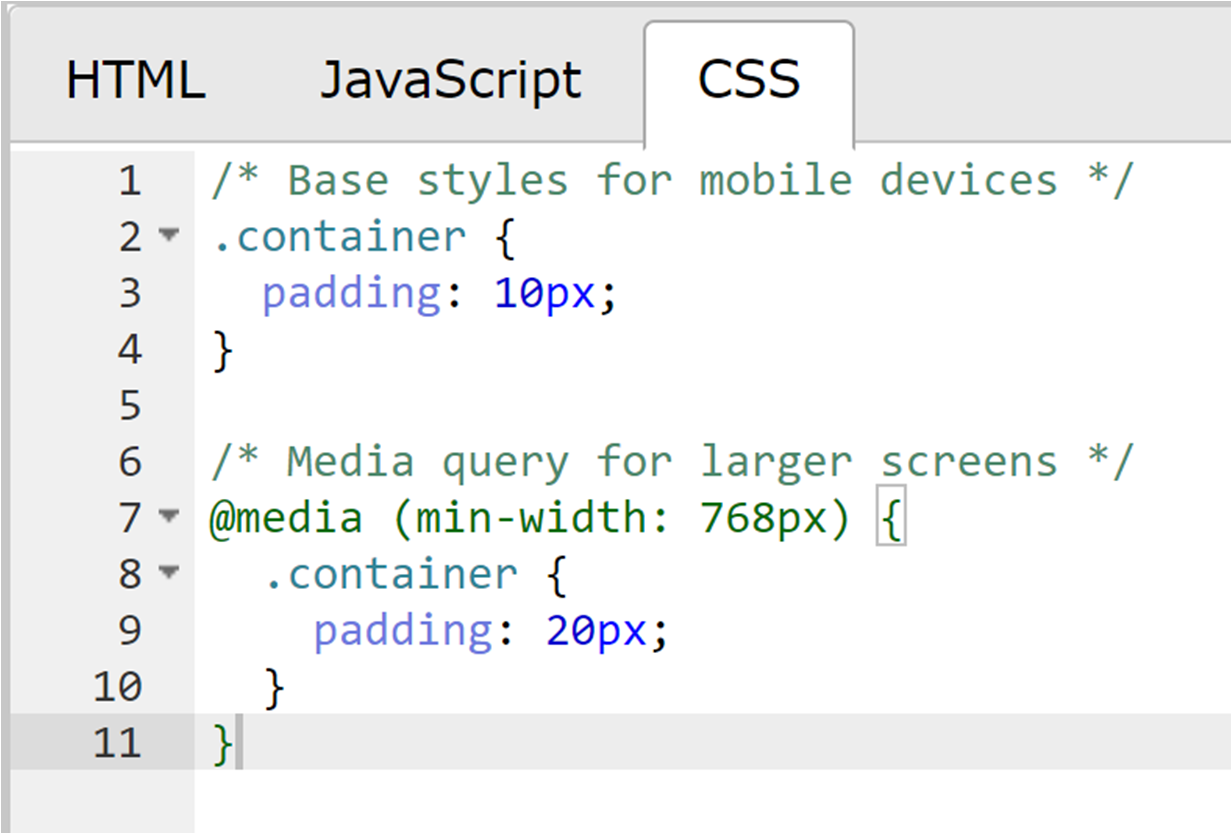 HTML JavaScript CSS
1 /* Base styles for mobile devices */
2 .container {
3   padding: 10px;
4 }
5
6 /* Media query for larger screens */
7 @media (min-width: 768px) {
8   .container {
9     padding: 20px;
10   }
11 }